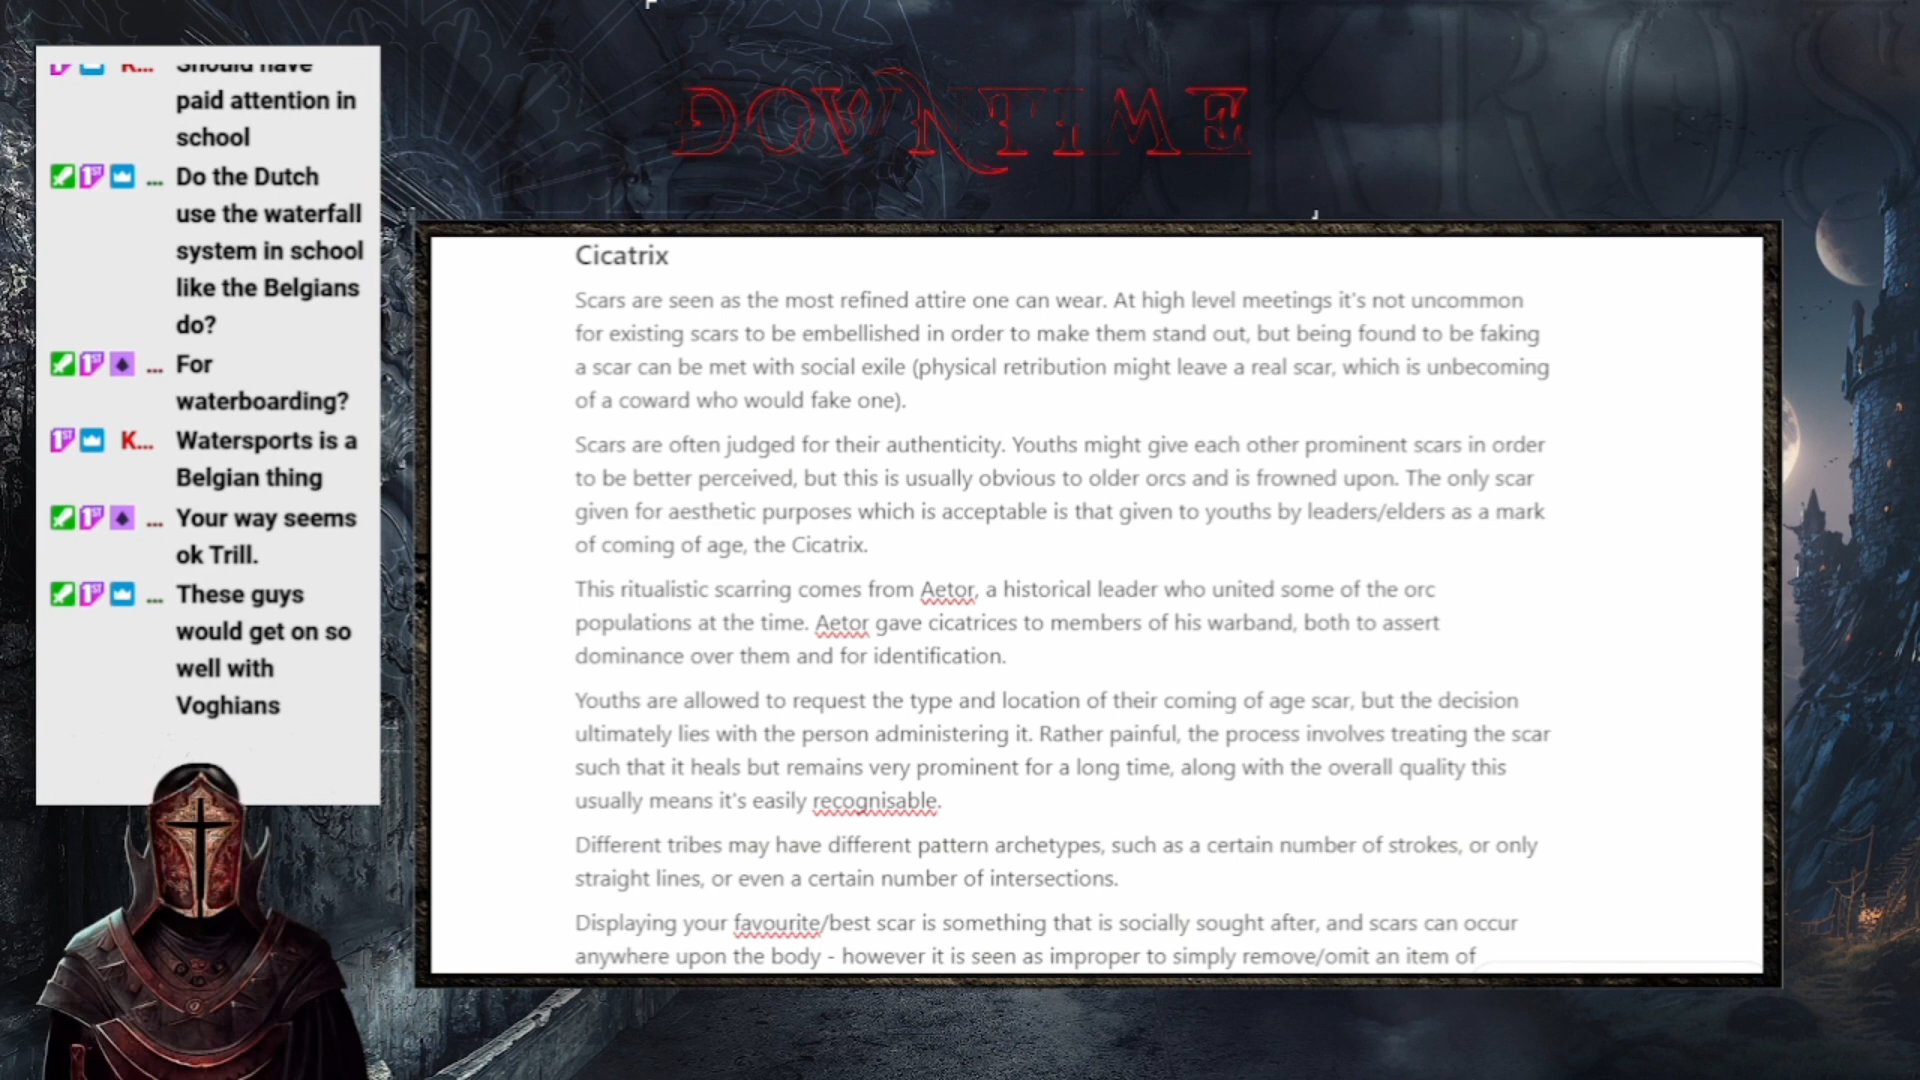 DOWNTIME
K... Should have
paid attention in
school
... Do the Dutch
use the waterfall
system in school
like the Belgians
do?
... For
waterboarding?
K... Watersports is a
Belgian thing
... Your way seems
ok Trill.
... These guys
would get on so
well with
Voghians
Cicatrix
Scars are seen as the most refined attire one can wear. At high level meetings it's not uncommon
for existing scars to be embellished in order to make them stand out, but being found to be faking
a scar can be met with social exile (physical retribution might leave a real scar, which is unbecoming
of a coward who would fake one).
Scars are often judged for their authenticity. Youths might give each other prominent scars in order
to be better perceived, but this is usually obvious to older orcs and is frowned upon. The only scar
given for aesthetic purposes which is acceptable is that given to youths by leaders/elders as a mark
of coming of age, the Cicatrix.
This ritualistic scarring comes from Aetor, a historical leader who united some of the orc
populations at the time. Aetor gave cicatrices to members of his warband, both to assert
dominance over them and for identification.
Youths are allowed to request the type and location of their coming of age scar, but the decision
ultimately lies with the person administering it. Rather painful, the process involves treating the scar
such that it heals but remains very prominent for a long time, along with the overall quality this
usually means it's easily recognisable.
Different tribes may have different pattern archetypes, such as a certain number of strokes, or only
straight lines, or even a certain number of intersections.
Displaying your favourite/best scar is something that is socially sought after, and scars can occur
anywhere upon the body - however it is seen as improper to simply remove/omit an item of